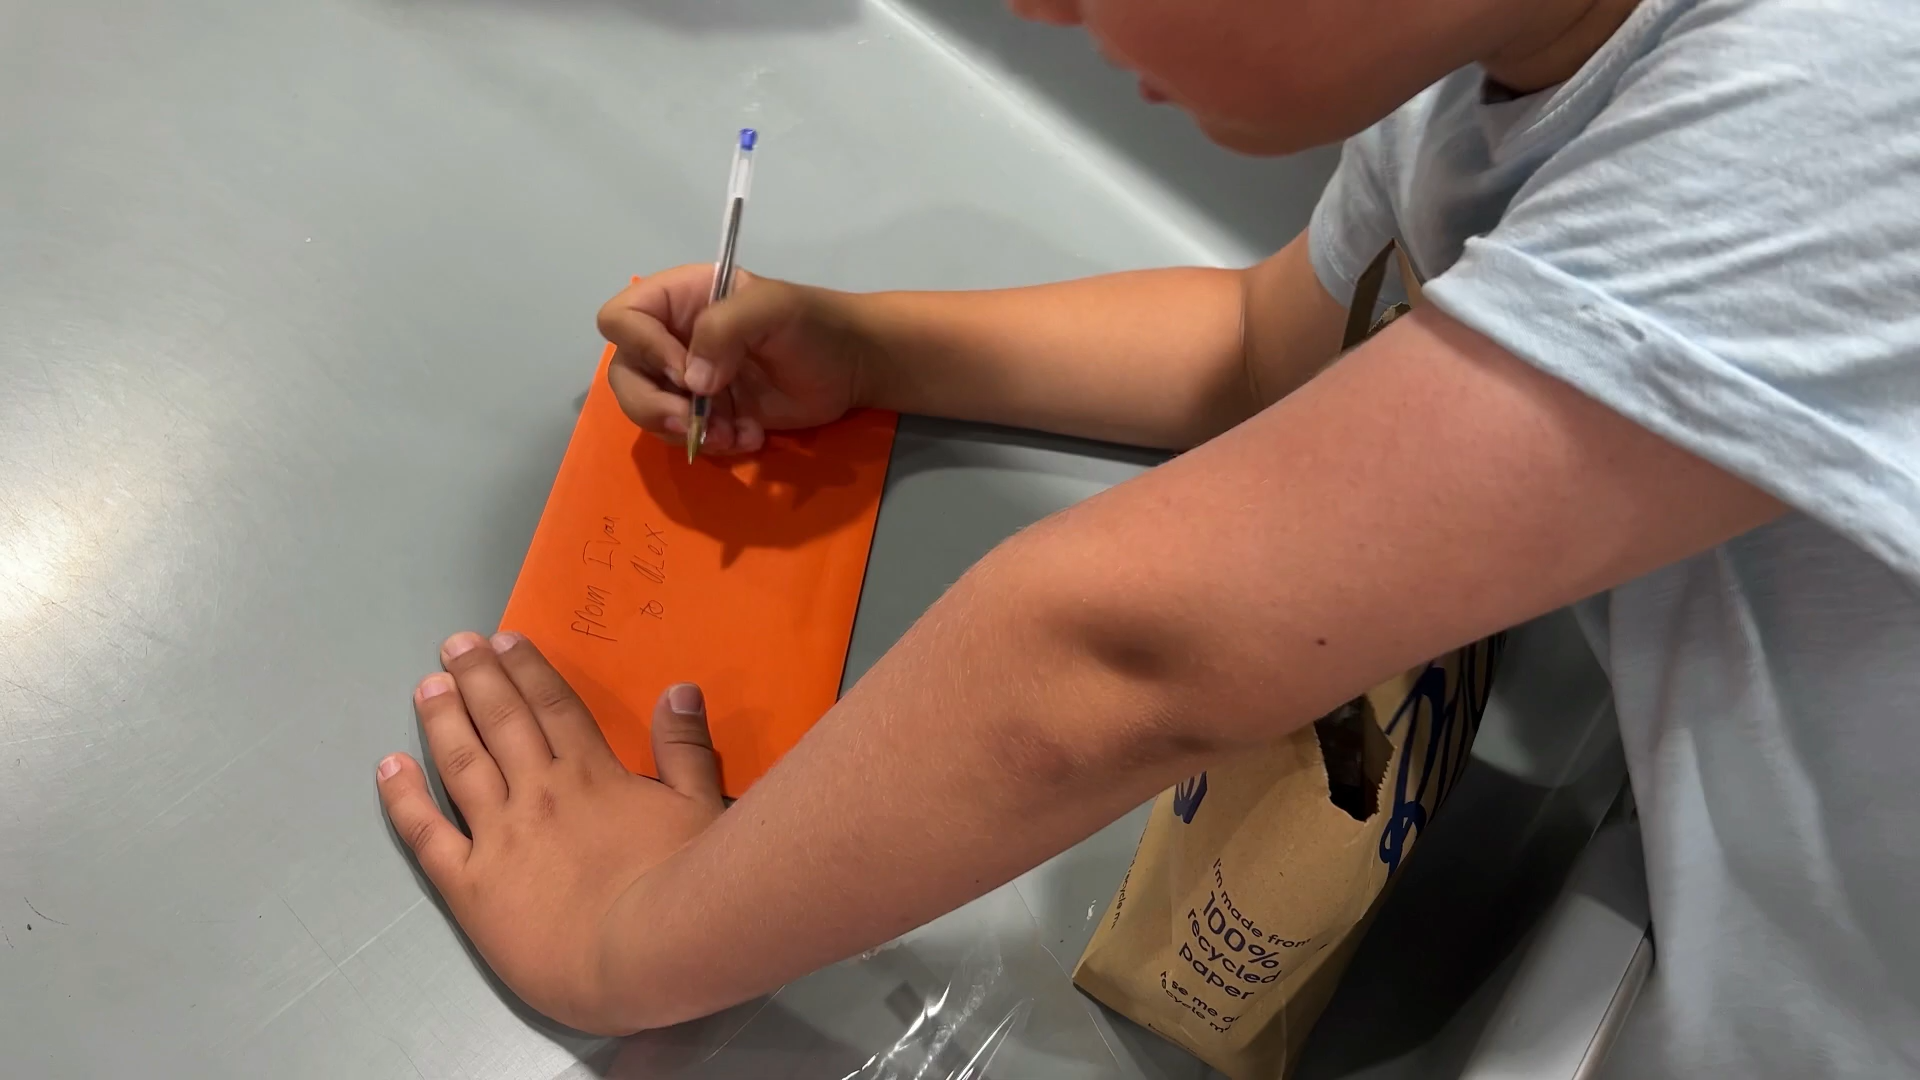 from Ivan
to Alex
I'm made from
100%
recycled
paper